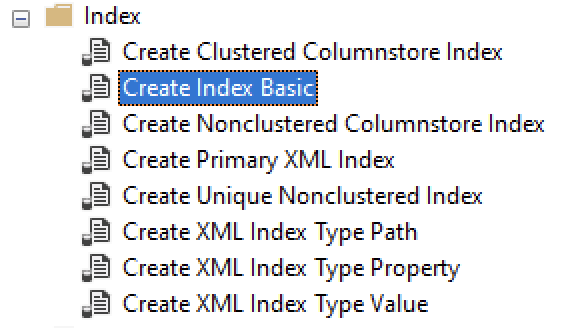 Index
Create Clustered Columnstore Index
Create Index Basic
Create Nonclustered Columnstore Index
Create Primary XML Index
Create Unique Nonclustered Index
Create XML Index Type Path
Create XML Index Type Property
Create XML Index Type Value